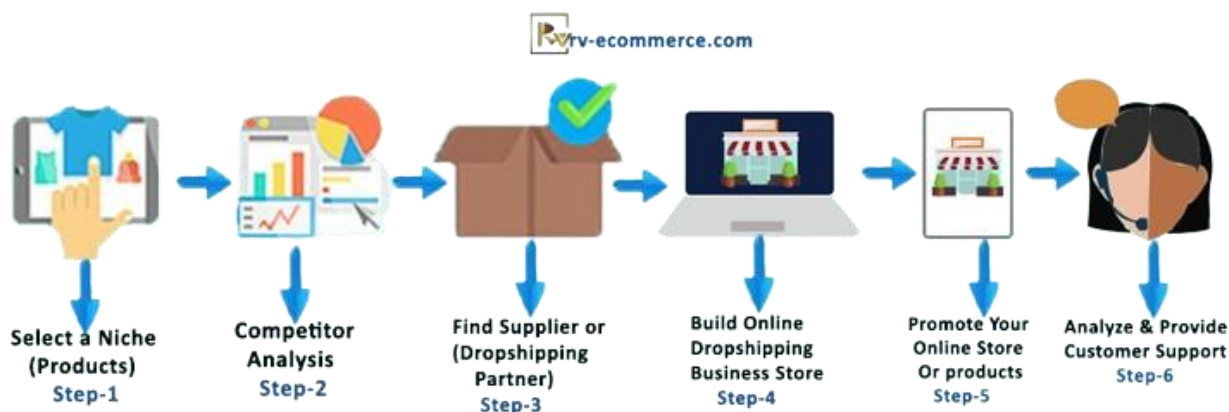 rv-ecommerce.com
Select a Niche
(Products)
Step-1
Competitor
Analysis
Step-2
Find Supplier or
(Dropshipping
Partner)
Step-3
Build Online
Dropshipping
Business Store
Step-4
Promote Your
Online Store
Or products
Step-5
Analyze & Provide
Customer Support
Step-6